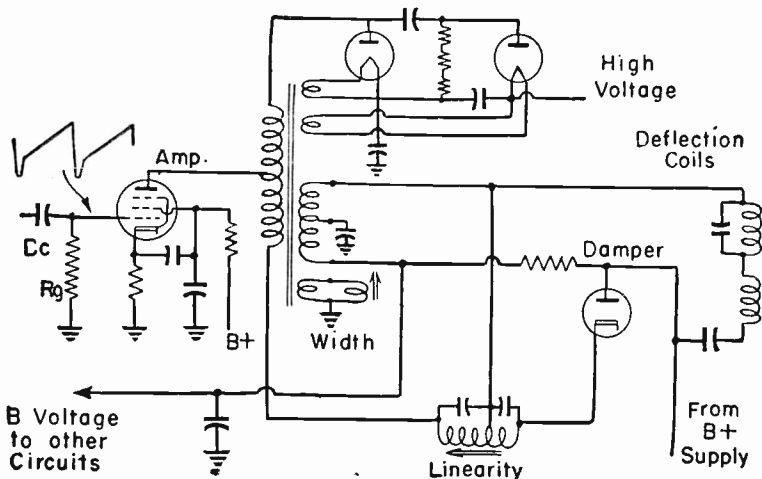 High
Voltage
Deflection
Coils
Amp.
Cc
Rg
B+
Width
Damper
B Voltage
to other
Circuits
Linearity
From
B+
Supply